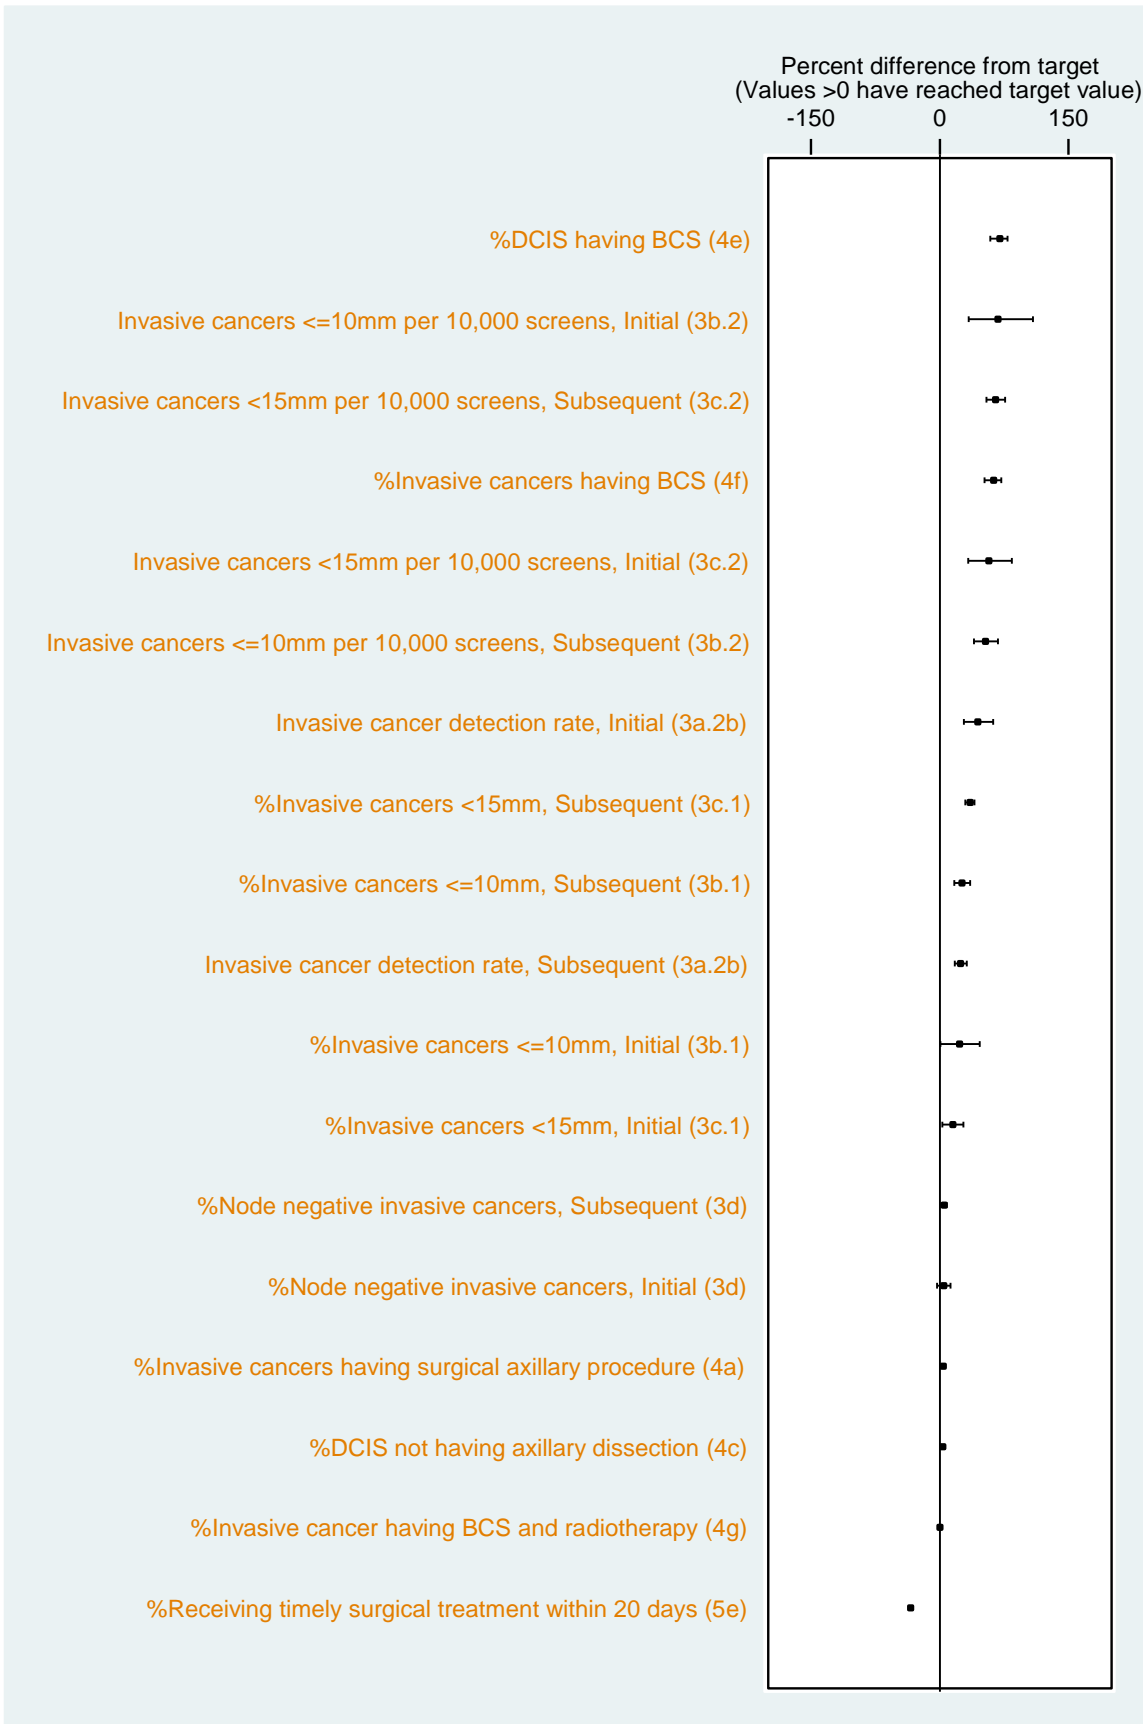 Percent difference from target
(Values >0 have reached target value)
-150 0 150
%DCIS having BCS (4e)
Invasive cancers <=10mm per 10,000 screens, Initial (3b.2)
Invasive cancers <15mm per 10,000 screens, Subsequent (3c.2)
%Invasive cancers having BCS (4f)
Invasive cancers <15mm per 10,000 screens, Initial (3c.2)
Invasive cancers <=10mm per 10,000 screens, Subsequent (3b.2)
Invasive cancer detection rate, Initial (3a.2b)
%Invasive cancers <15mm, Subsequent (3c.1)
%Invasive cancers <=10mm, Subsequent (3b.1)
Invasive cancer detection rate, Subsequent (3a.2b)
%Invasive cancers <=10mm, Initial (3b.1)
%Invasive cancers <15mm, Initial (3c.1)
%Node negative invasive cancers, Subsequent (3d)
%Node negative invasive cancers, Initial (3d)
%Invasive cancers having surgical axillary procedure (4a)
%DCIS not having axillary dissection (4c)
%Invasive cancer having BCS and radiotherapy (4g)
%Receiving timely surgical treatment within 20 days (5e)